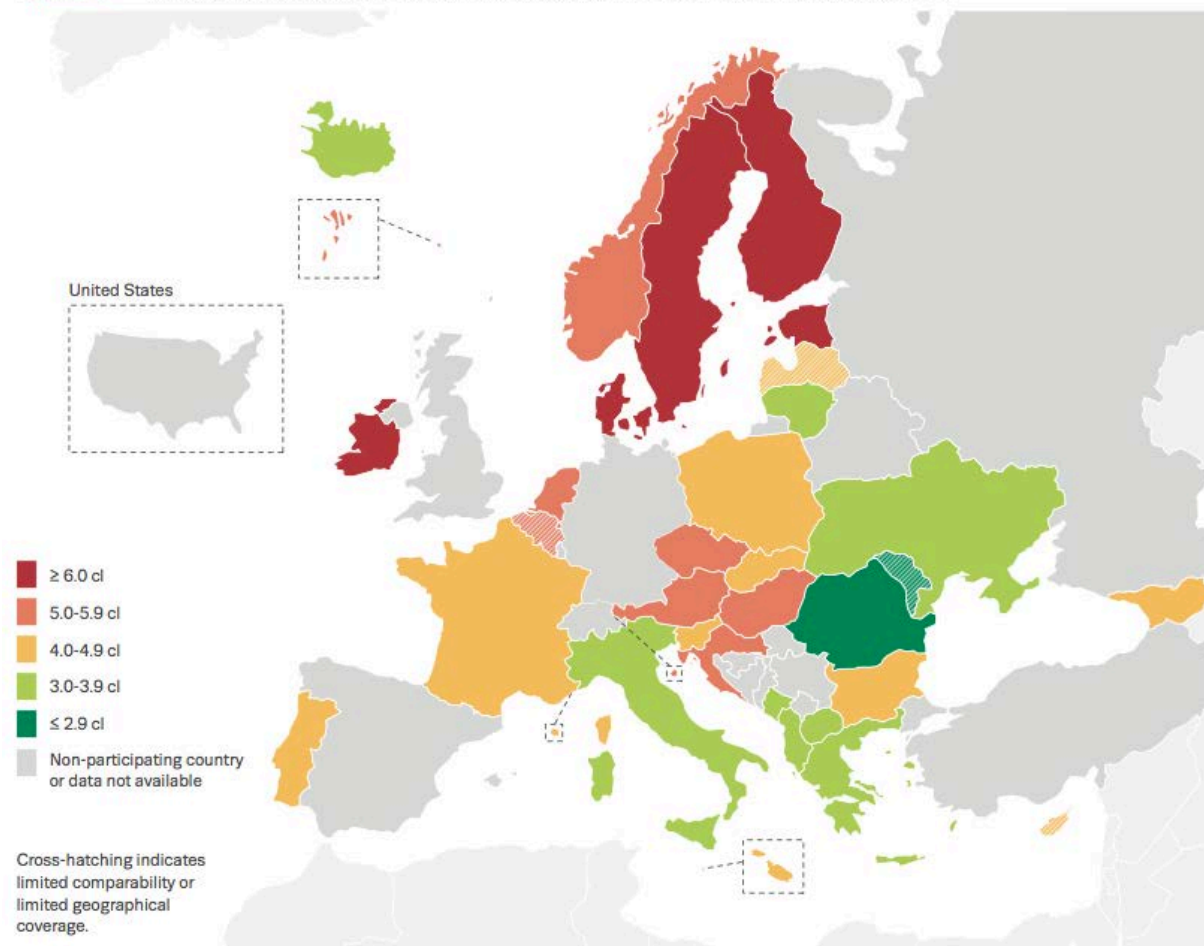 United States
≥ 6.0 cl
5.0-5.9 cl
4.0-4.9 cl
3.0-3.9 cl
≤ 2.9 cl
Non-participating country
or data not available
Cross-hatching indicates
limited comparability or
limited geographical
coverage.